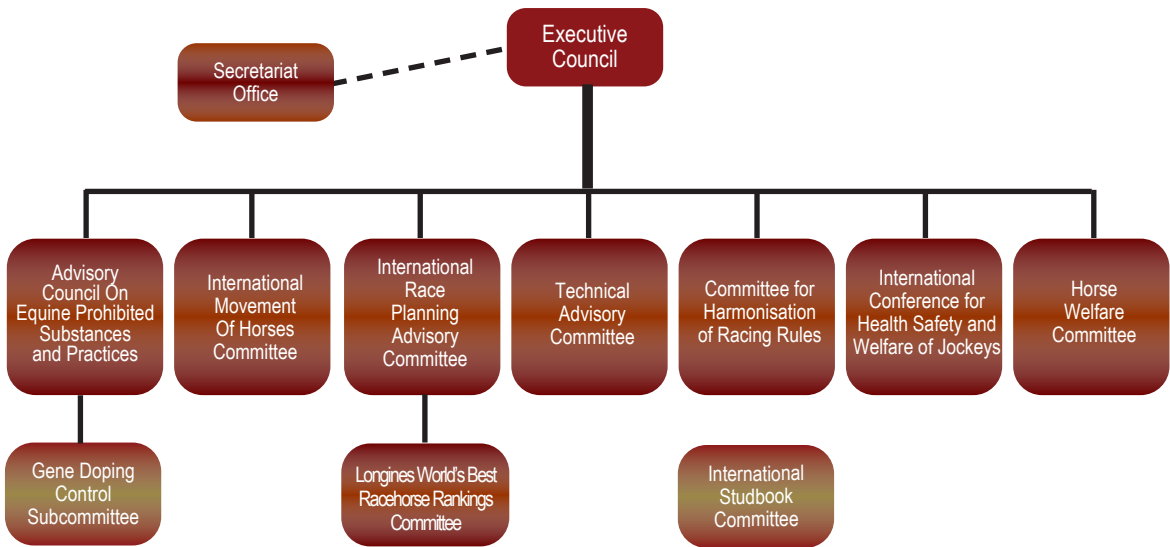 Executive
Council
Secretariat
Office
Advisory
Council On
Equine Prohibited
Substances
and Practices
International
Movement
Of Horses
Committee
International
Race
Planning
Advisory
Committee
Technical
Advisory
Committee
Committee for
Harmonisation
of Racing Rules
International
Conference for
Health Safety and
Welfare of Jockeys
Horse
Welfare
Committee
Gene Doping
Control
Subcommittee
Longines World's Best
Racehorse Rankings
Committee
International
Studbook
Committee